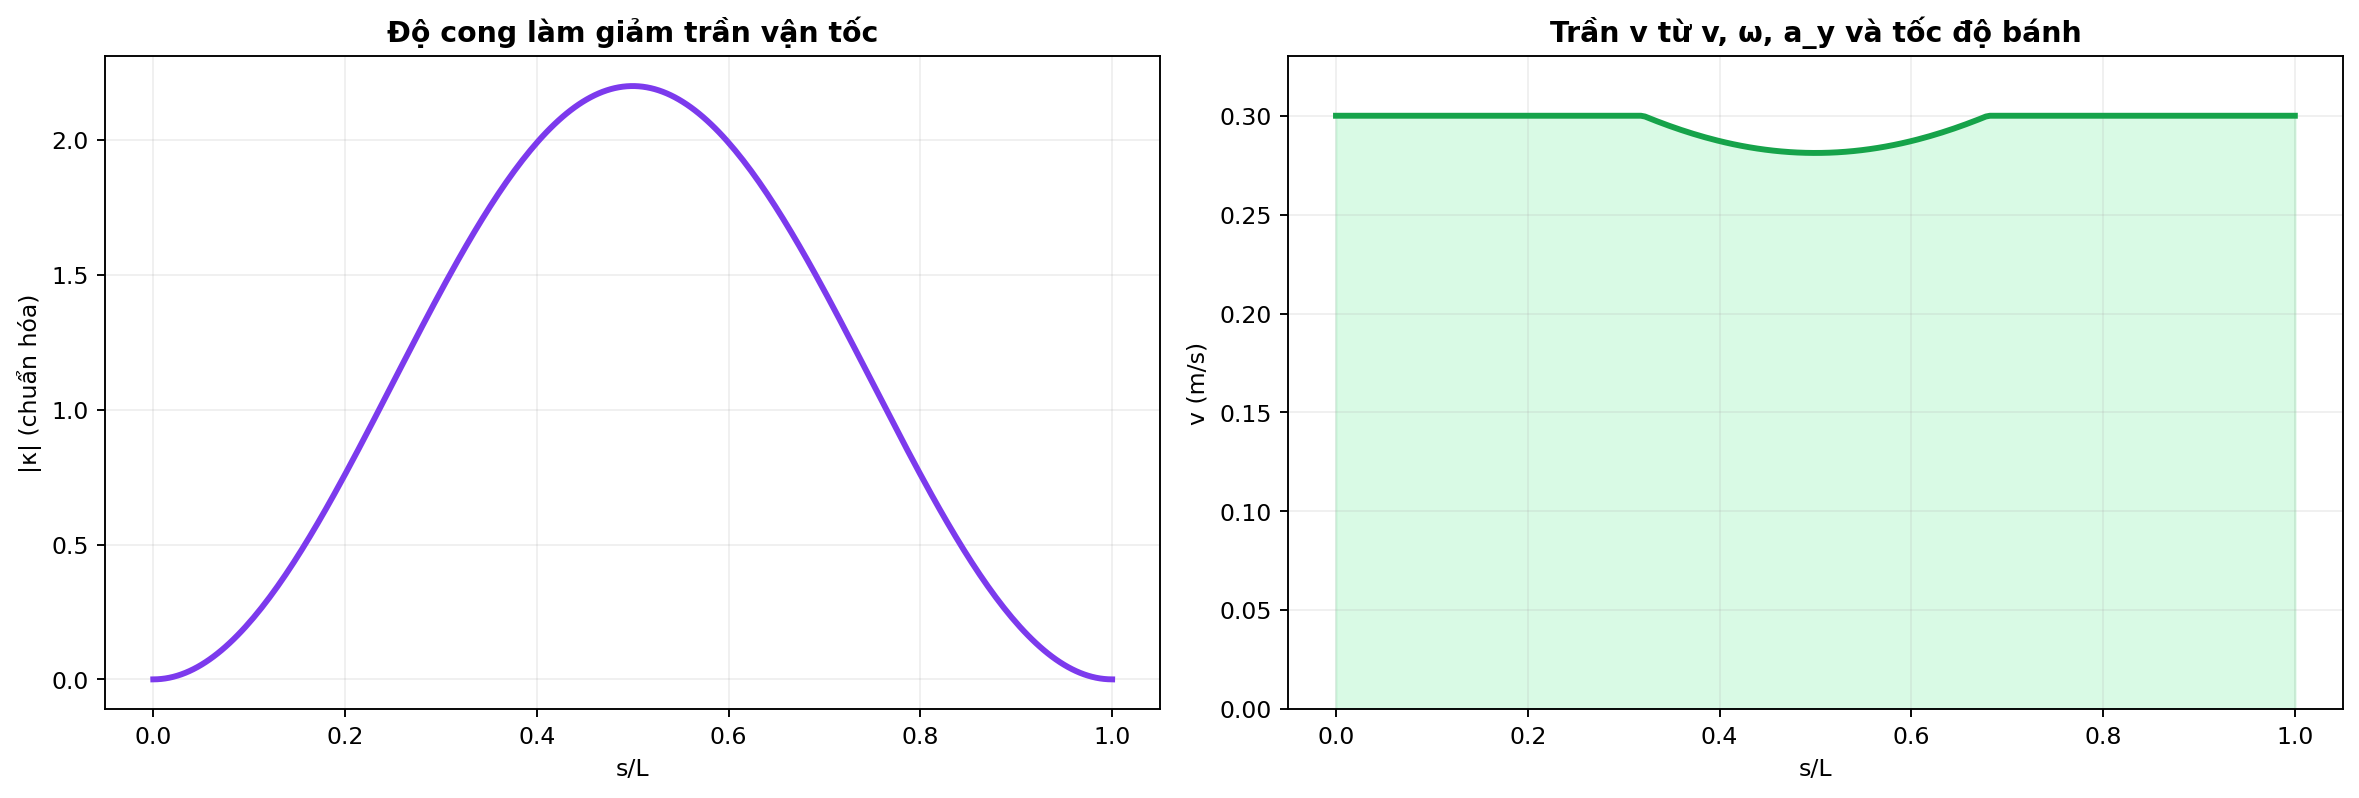 Độ cong làm giảm trần vận tốc
|κ| (chuẩn hóa)
2.0
1.5
1.0
0.5
0.0
0.0 0.2 0.4 0.6 0.8 1.0
s/L
Trần v từ v, ω, a_y và tốc độ bánh
v (m/s)
0.30
0.25
0.20
0.15
0.10
0.05
0.00
0.0 0.2 0.4 0.6 0.8 1.0
s/L